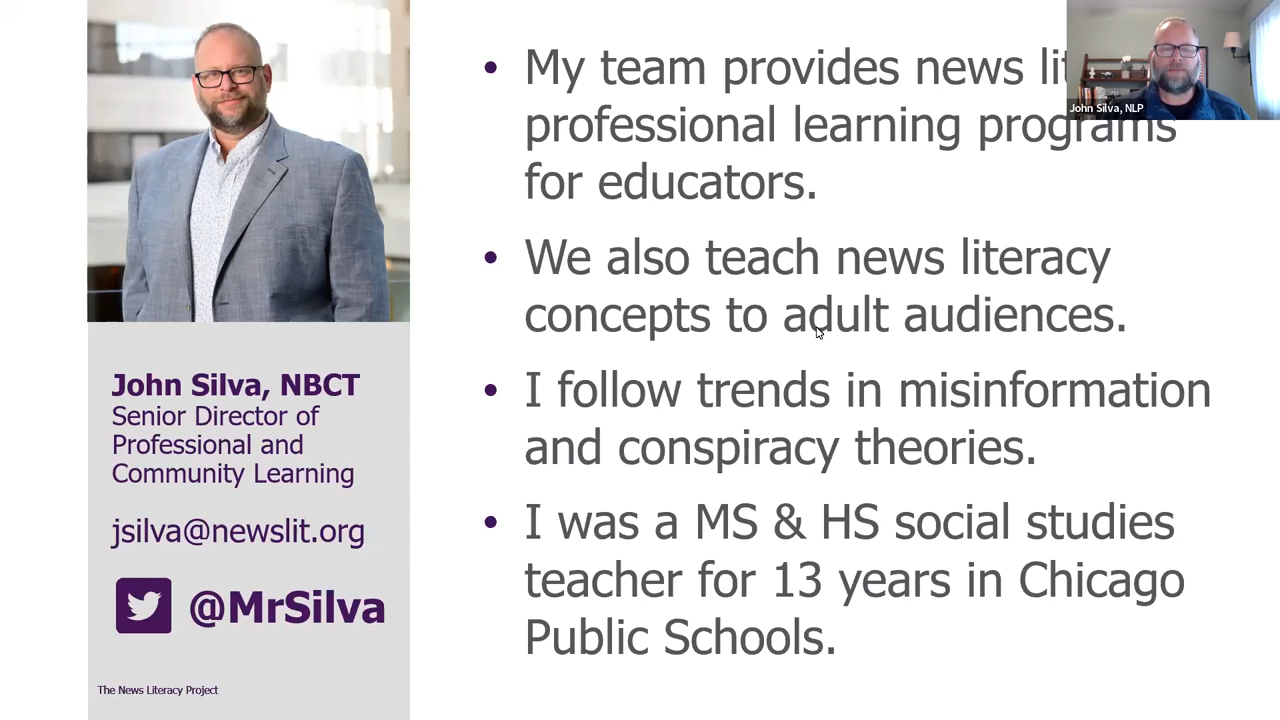 My team provides news
professional learning programs
for educators.
We also teach news literacy
concepts to adult audiences.
I follow trends in misinformation
and conspiracy theories.
I was a MS & HS social studies
teacher for 13 years in Chicago
Public Schools.
John Silva, NBCT
Senior Director of
Professional and
Community Learning
jsilva@newslit.org
@MrSilva
The News Literacy Project
John Silva, NLP